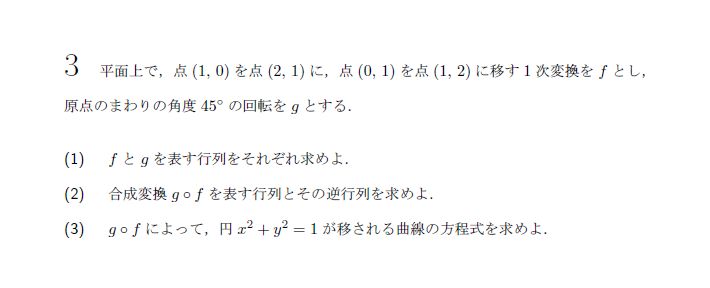 3 平面上で，点 (1, 0) を点 (2, 1) に，点 (0, 1) を点 (1, 2) に移す 1 次変換を f とし，
原点のまわりの角度 45° の回転を g とする．
(1) f と g を表す行列をそれぞれ求めよ．
(2) 合成変換 g∘f を表す行列とその逆行列を求めよ．
(3) g∘f によって，円 x² + y² = 1 が移される曲線の方程式を求めよ．